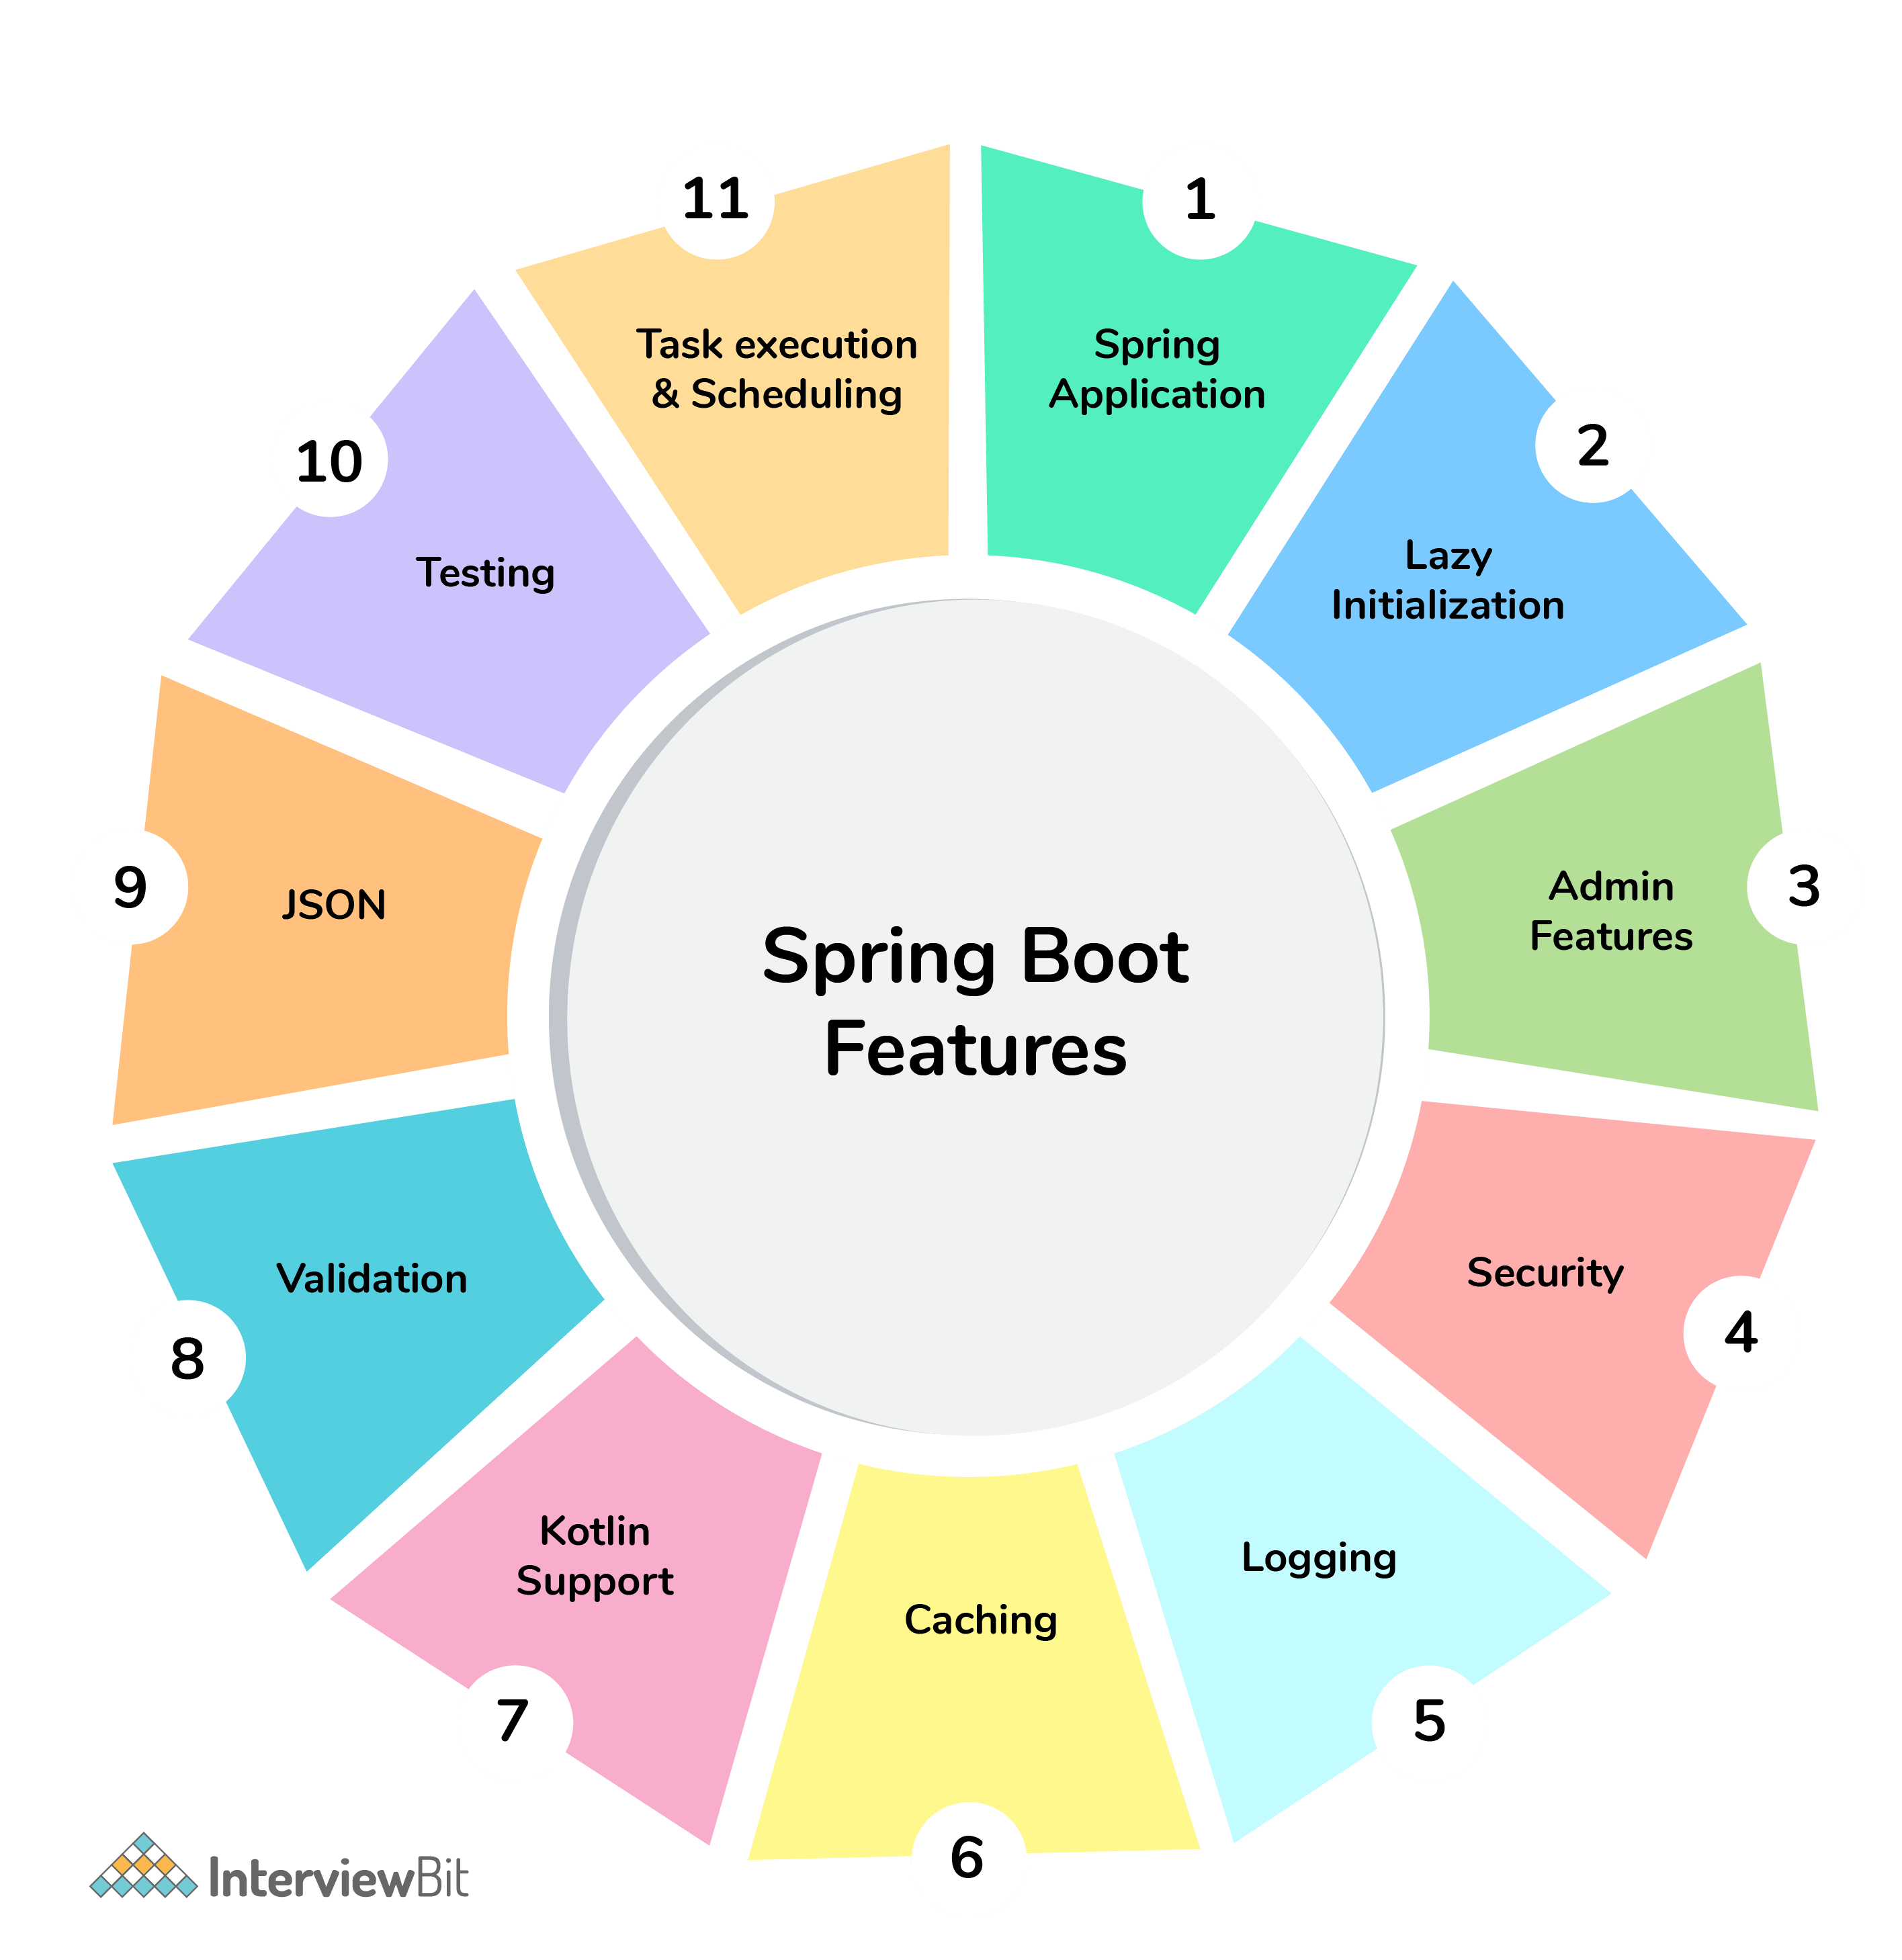 Spring Boot
Features
1
Spring
Application
2
Lazy
Initialization
3
Admin
Features
4
Security
5
Logging
6
Caching
7
Kotlin
Support
8
Validation
9
JSON
10
Testing
11
Task execution
& Scheduling
InterviewBit